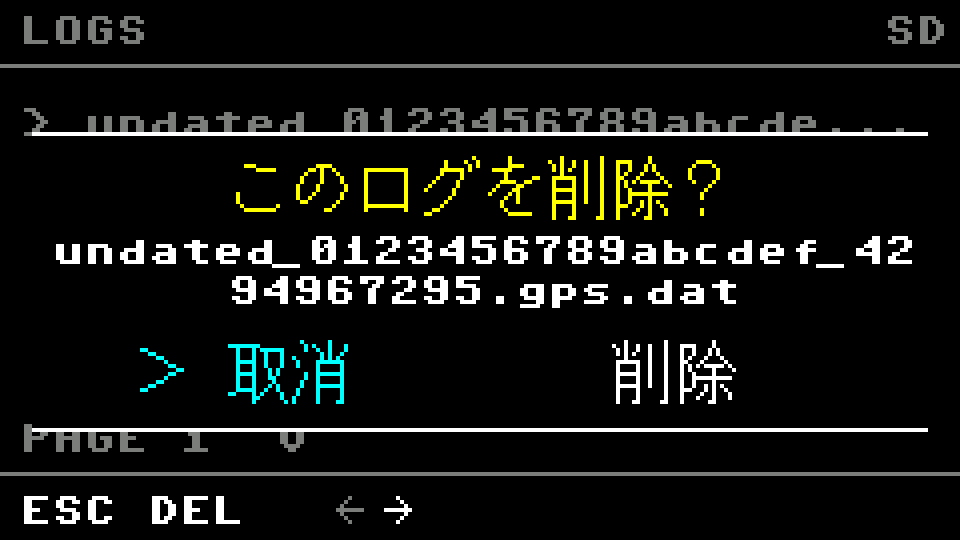 LOGS SD
> undated_0123456789abcde...
このログを削除？
undated_0123456789abcdef_42
94967295.gps.dat
> 取消 削除
PAGE 1
ESC DEL ← →